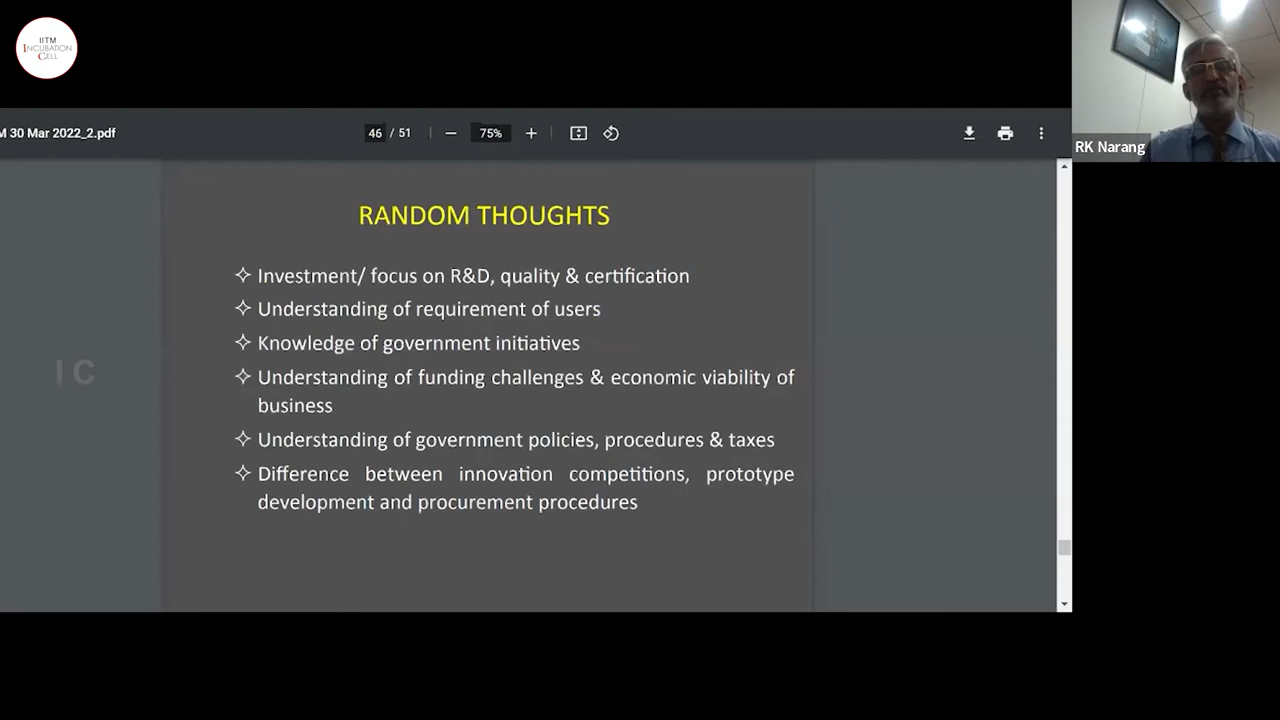 IITM
INCUBATION
CELL
M 30 Mar 2022_2.pdf
46 / 51
75%
RK Narang
RANDOM THOUGHTS
Investment/ focus on R&D, quality & certification
Understanding of requirement of users
Knowledge of government initiatives
I C
Understanding of funding challenges & economic viability of
business
Understanding of government policies, procedures & taxes
Difference between innovation competitions, prototype
development and procurement procedures